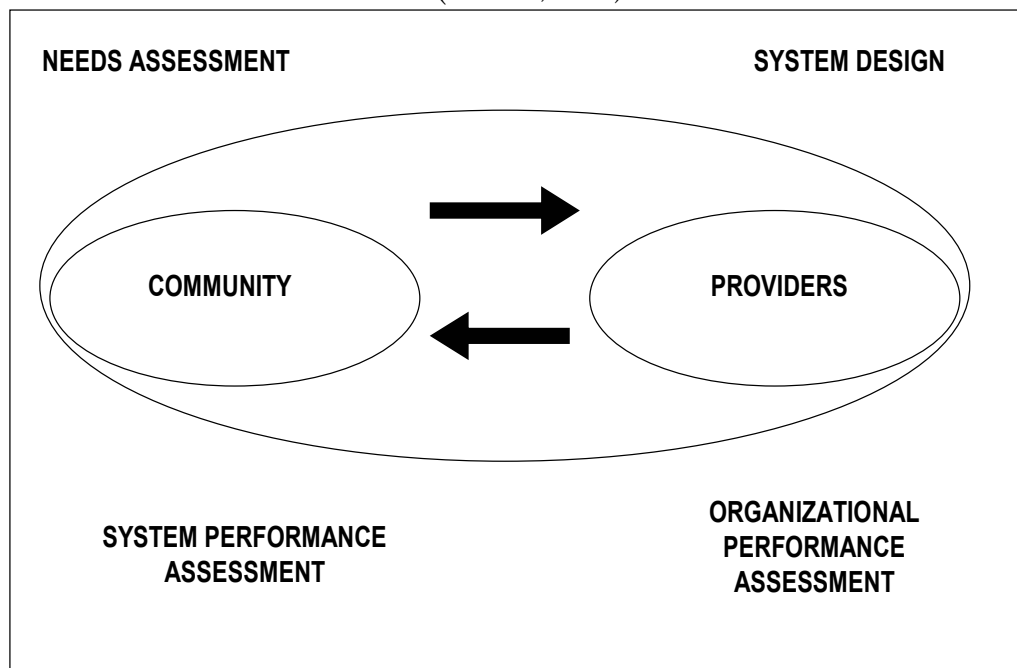 NEEDS ASSESSMENT
SYSTEM DESIGN
COMMUNITY
PROVIDERS
SYSTEM PERFORMANCE
ASSESSMENT
ORGANIZATIONAL
PERFORMANCE
ASSESSMENT